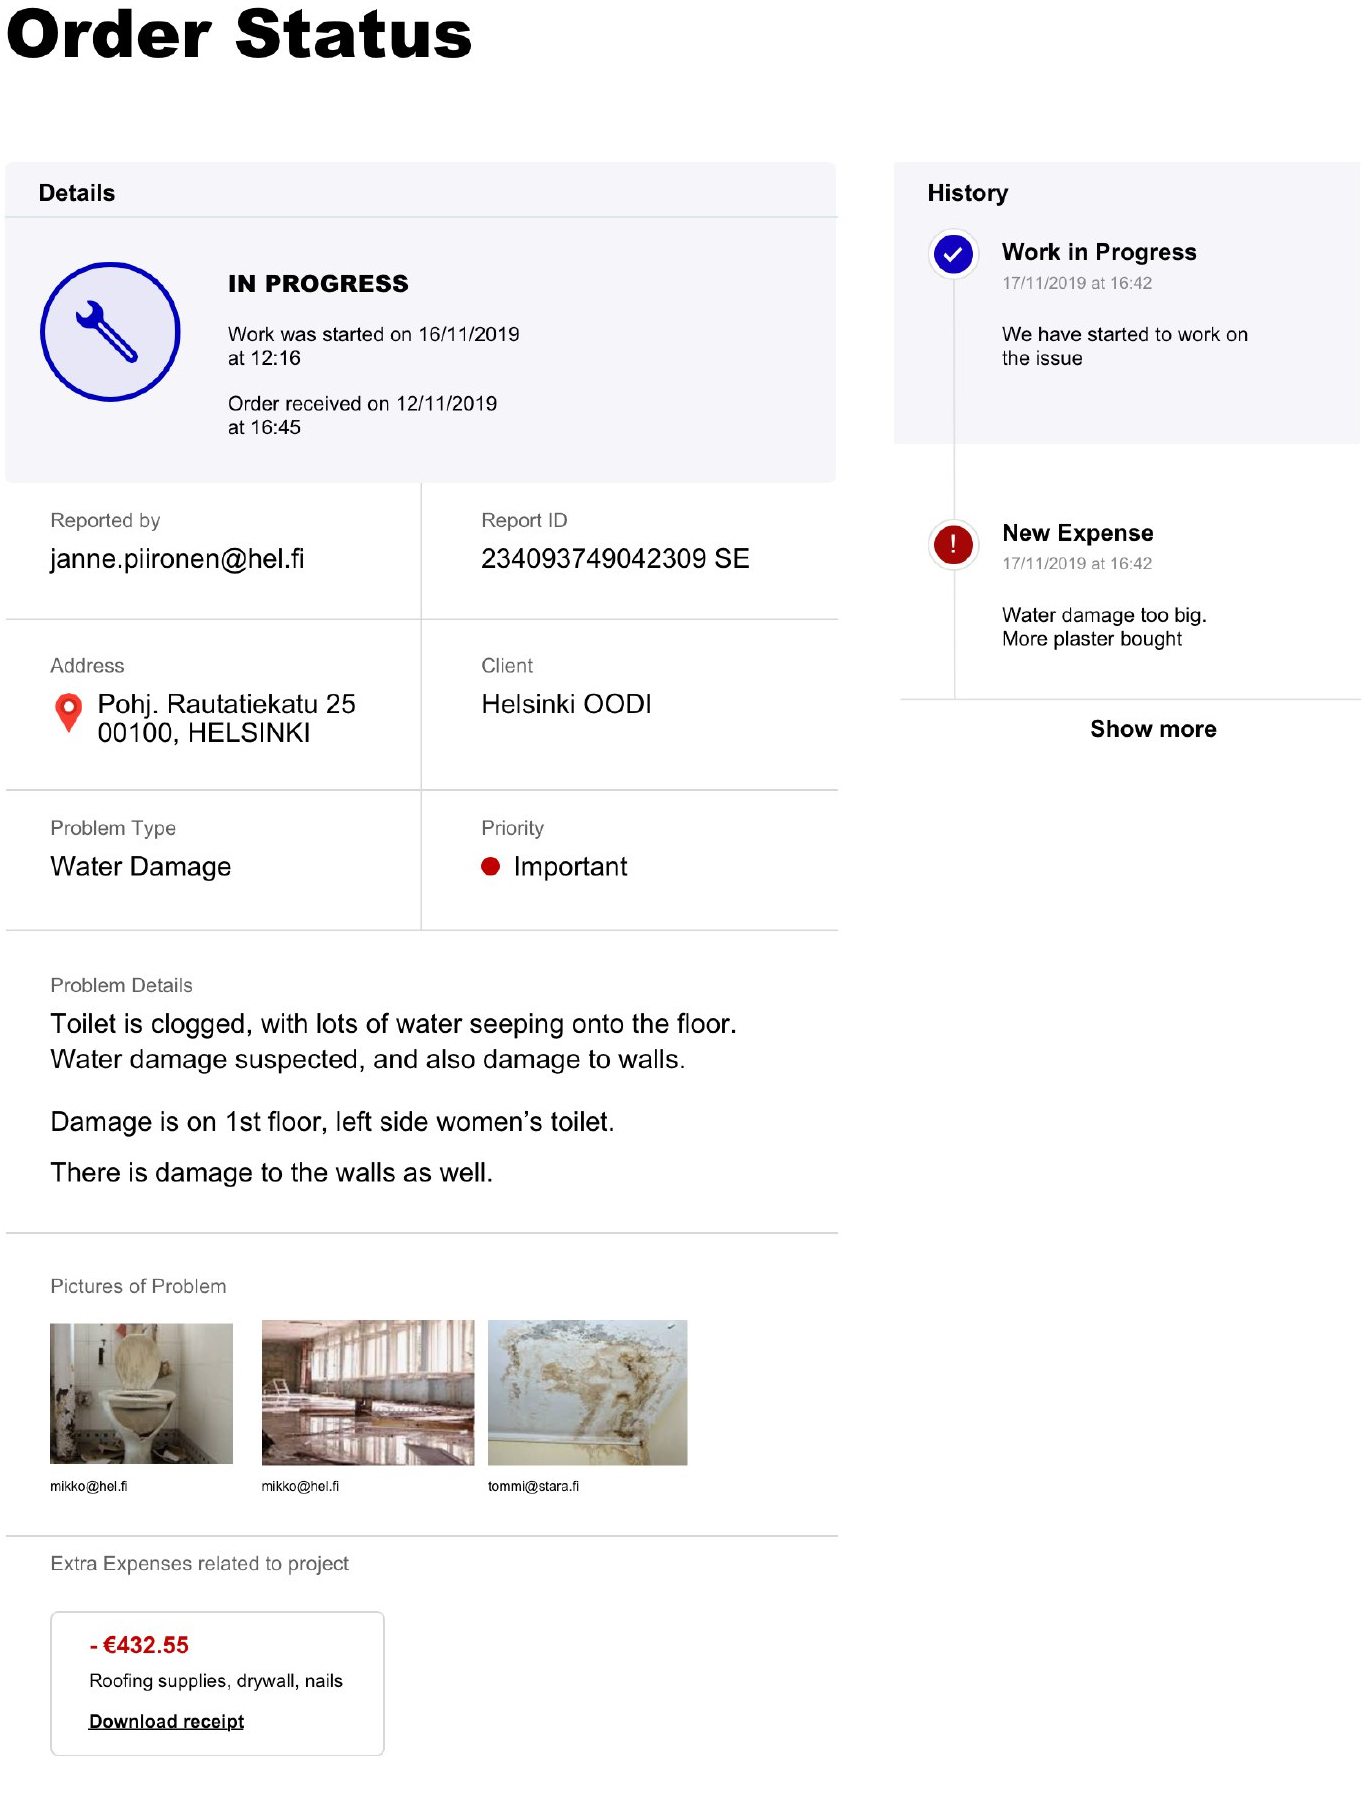 Order Status
Details
IN PROGRESS
Work was started on 16/11/2019
at 12:16
Order received on 12/11/2019
at 16:45
Reported by
janne.piironen@hel.fi
Report ID
234093749042309 SE
Address
Pohj. Rautatiekatu 25
00100, HELSINKI
Client
Helsinki OODI
Problem Type
Water Damage
Priority
Important
Problem Details
Toilet is clogged, with lots of water seeping onto the floor.
Water damage suspected, and also damage to walls.
Damage is on 1st floor, left side women’s toilet.
There is damage to the walls as well.
Pictures of Problem
mikko@hel.fi
mikko@hel.fi
tommi@stara.fi
Extra Expenses related to project
- €432.55
Roofing supplies, drywall, nails
Download receipt
History
Work in Progress
17/11/2019 at 16:42
We have started to work on
the issue
!
New Expense
17/11/2019 at 16:42
Water damage too big.
More plaster bought
Show more